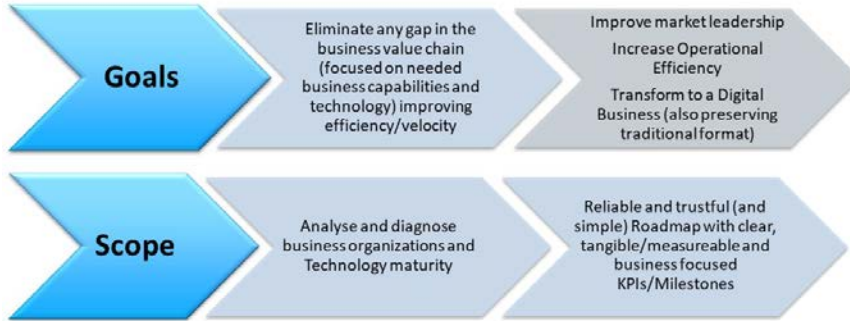 Goals
Eliminate any gap in the
business value chain
(focused on needed
business capabilities and
technology) improving
efficiency/velocity
Improve market leadership
Increase Operational
Efficiency
Transform to a Digital
Business (also preserving
traditional format)
Scope
Analyse and diagnose
business organizations and
Technology maturity
Reliable and trustful (and
simple) Roadmap with clear,
tangible/measureable and
business focused
KPIs/Milestones